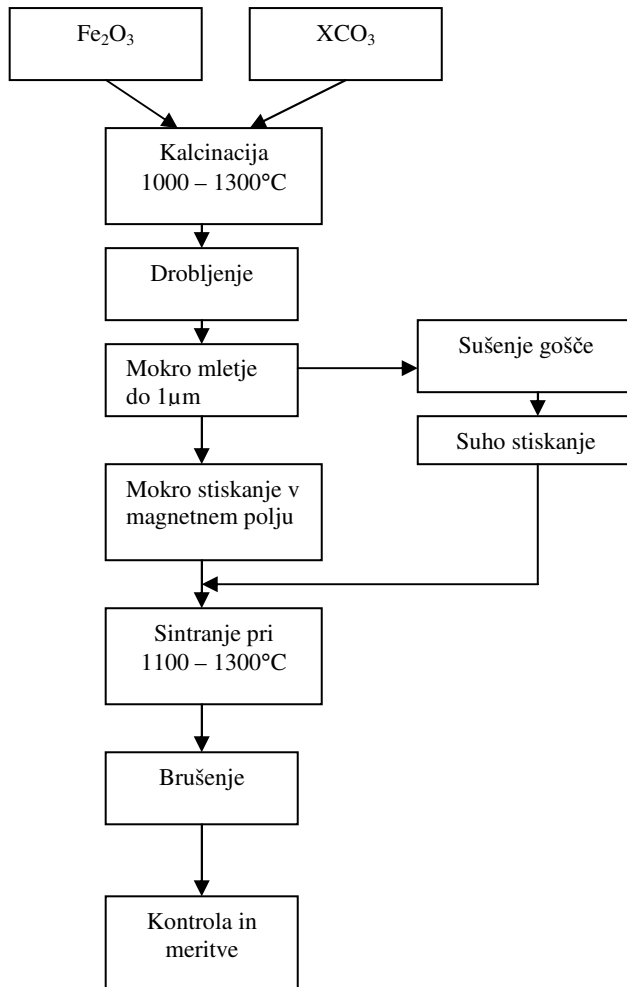 Fe₂O₃
XCO₃
Kalcinacija
1000 – 1300°C
Drobljenje
Mokro mletje
do 1µm
Sušenje gošče
Suho stiskanje
Mokro stiskanje v
magnetnem polju
Sintranje pri
1100 – 1300°C
Brušenje
Kontrola in
meritve